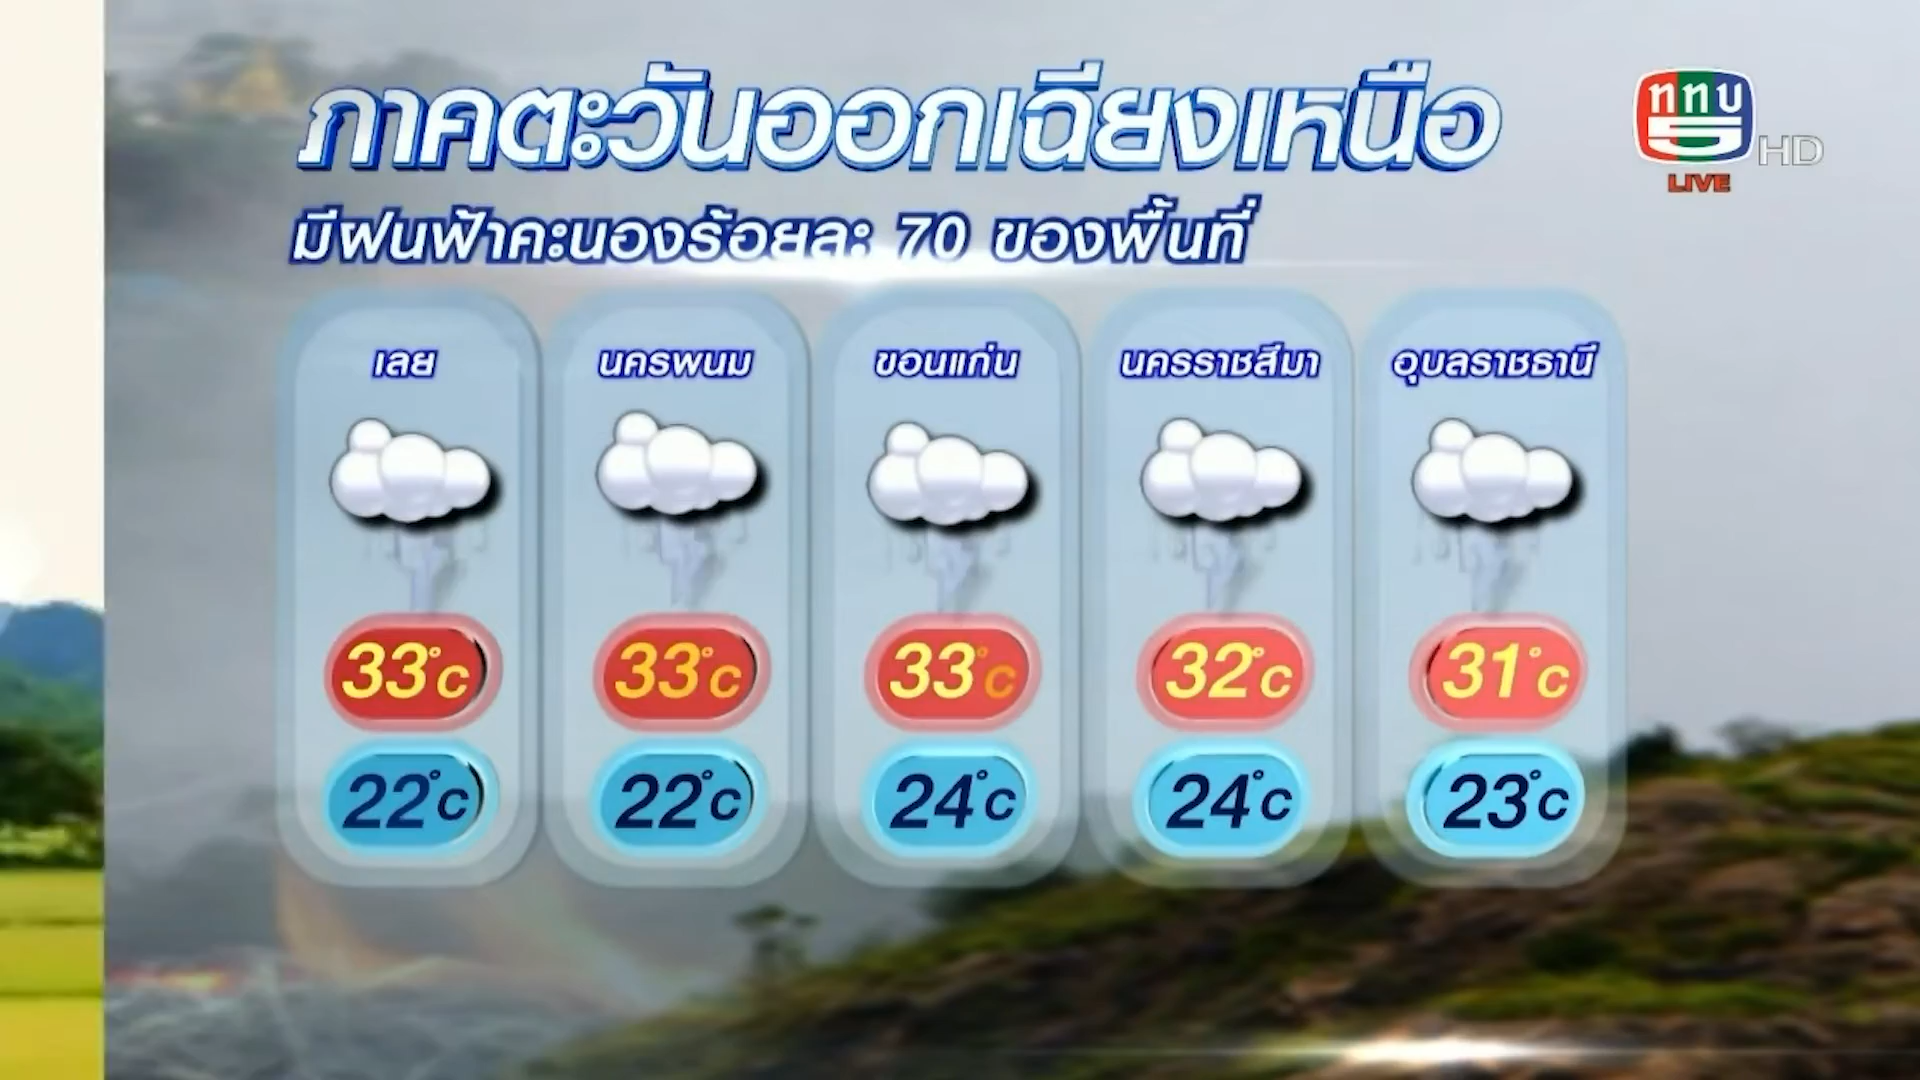 ภาคตะวันออกเฉียงเหนือ
มีฝนฟ้าคะนองร้อยละ 70 ของพื้นที่
ททบ 5 HD
LIVE
เลย นครพนม ขอนแก่น นครราชสีมา อุบลราชธานี
33°c 33°c 33°c 32°c 31°c
22°c 22°c 24°c 24°c 23°c